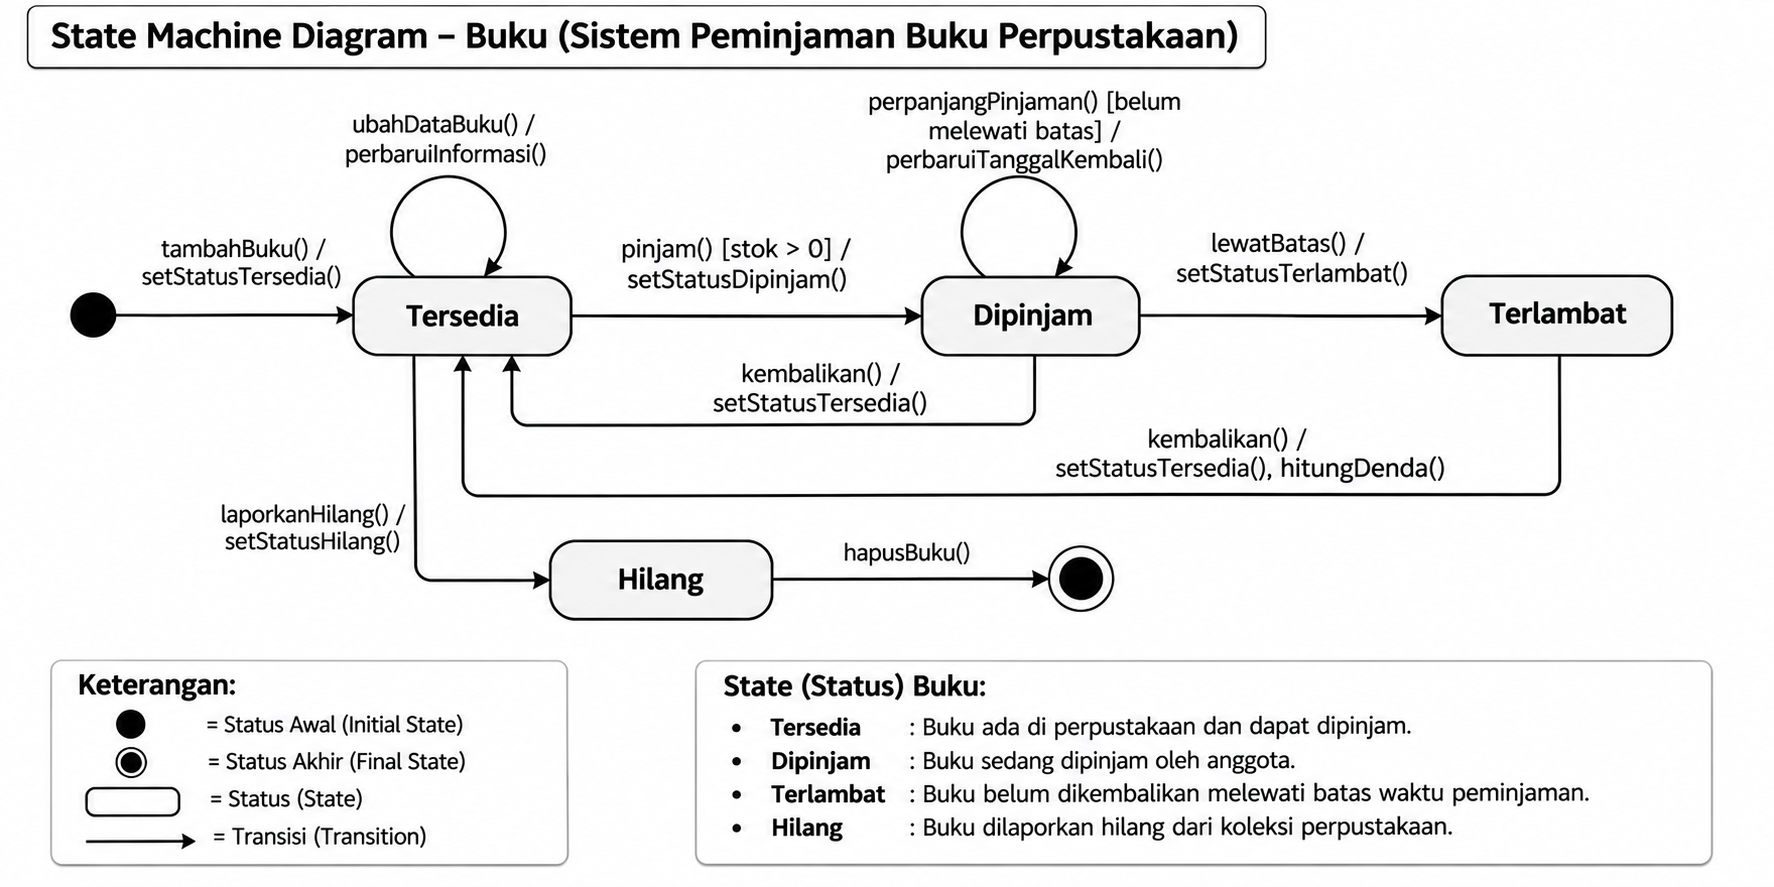 State Machine Diagram – Buku (Sistem Peminjaman Buku Perpustakaan)
ubahDataBuku() /
perbaruiInformasi()
perpanjangPinjaman() [belum
melewati batas] /
perbaruiTanggalKembali()
tambahBuku() /
setStatusTersedia()
pinjam() [stok > 0] /
setStatusDipinjam()
lewatBatas() /
setStatusTerlambat()
Tersedia
Dipinjam
Terlambat
kembalikan() /
setStatusTersedia()
kembalikan() /
setStatusTersedia(), hitungDenda()
laporkanHilang() /
setStatusHilang()
Hilang
hapusBuku()
Keterangan:
= Status Awal (Initial State)
= Status Akhir (Final State)
= Status (State)
= Transisi (Transition)
State (Status) Buku:
• Tersedia : Buku ada di perpustakaan dan dapat dipinjam.
• Dipinjam : Buku sedang dipinjam oleh anggota.
• Terlambat : Buku belum dikembalikan melewati batas waktu peminjaman.
• Hilang : Buku dilaporkan hilang dari koleksi perpustakaan.